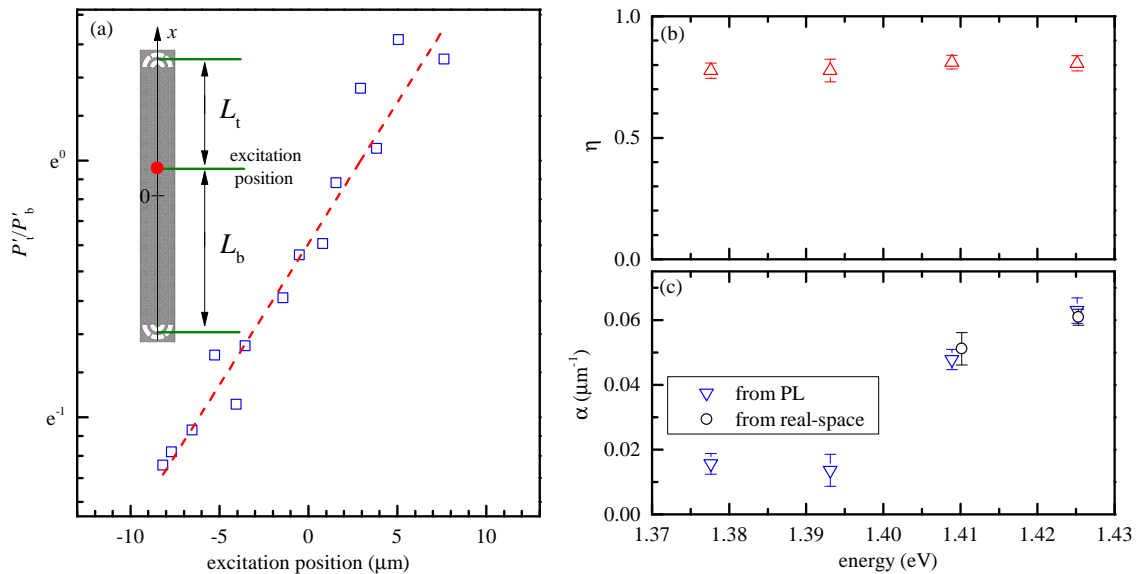 (a)
x
L_t
excitation
position
0
L_b
e^0
e^-1
P'_t/P'_b
-10 -5 0 5 10
excitation position (μm)
(b)
1.0
0.5
0.0
η
(c)
0.06
0.04
0.02
0.00
α (μm^-1)
from PL
from real-space
1.37 1.38 1.39 1.40 1.41 1.42 1.43
energy (eV)